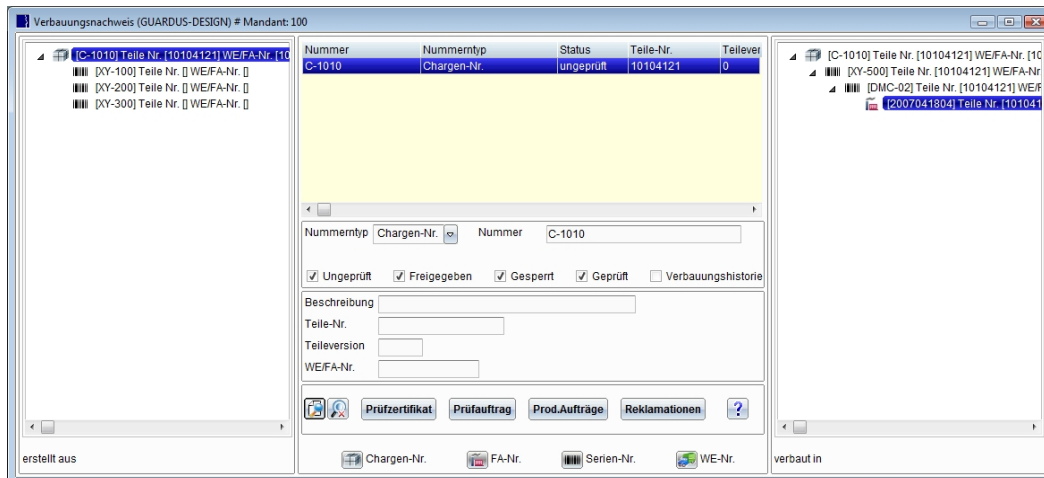 Verbauungsnachweis (GUARDUS-DESIGN) # Mandant: 100
[C-1010] Teile Nr. [10104121] WE/FA-Nr. [10
[XY-100] Teile Nr. [] WE/FA-Nr. []
[XY-200] Teile Nr. [] WE/FA-Nr. []
[XY-300] Teile Nr. [] WE/FA-Nr. []
erstellt aus
Nummer Nummerntyp Status Teile-Nr. Teilever
C-1010 Chargen-Nr. ungeprüft 10104121 0
Nummerntyp Chargen-Nr. Nummer C-1010
Ungeprüft Freigegeben Gesperrt Geprüft Verbauungshistorie
Beschreibung
Teile-Nr.
Teileversion
WE/FA-Nr.
Prüfzertifikat Prüfauftrag Prod.Aufträge Reklamationen ?
Chargen-Nr. FA-Nr. Serien-Nr. WE-Nr.
[C-1010] Teile Nr. [10104121] WE/FA-Nr. [10
[XY-500] Teile Nr. [10104121] WE/FA-Nr
[DMC-02] Teile Nr. [10104121] WE/F
[2007041804] Teile Nr. [101041
verbaut in